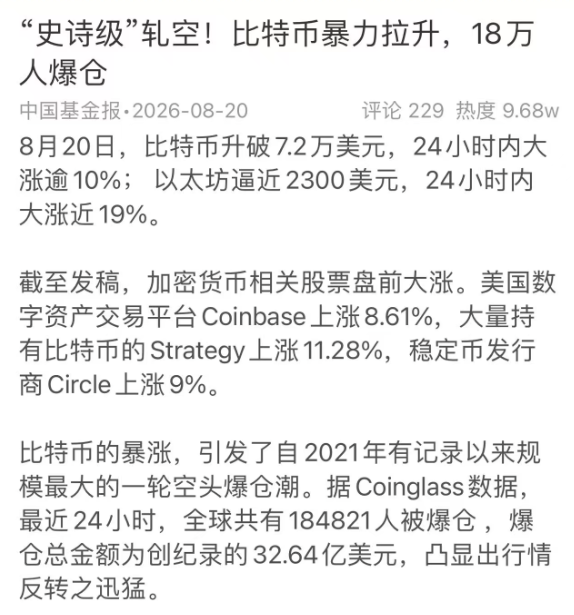 “史诗级”轧空！比特币暴力拉升，18万
人爆仓
中国基金报·2026-08-20 评论 229 热度 9.68w
8月20日，比特币升破7.2万美元，24小时内大
涨逾10%；以太坊逼近2300美元，24小时内
大涨近19%。
截至发稿，加密货币相关股票盘前大涨。美国数
字资产交易平台Coinbase上涨8.61%，大量持
有比特币的Strategy上涨11.28%，稳定币发行
商Circle上涨9%。
比特币的暴涨，引发了自2021年有记录以来规
模最大的一轮空头爆仓潮。据Coinglass数据，
最近24小时，全球共有184821人被爆仓 ，爆
仓总金额为创纪录的32.64亿美元，凸显出行情
反转之迅猛。